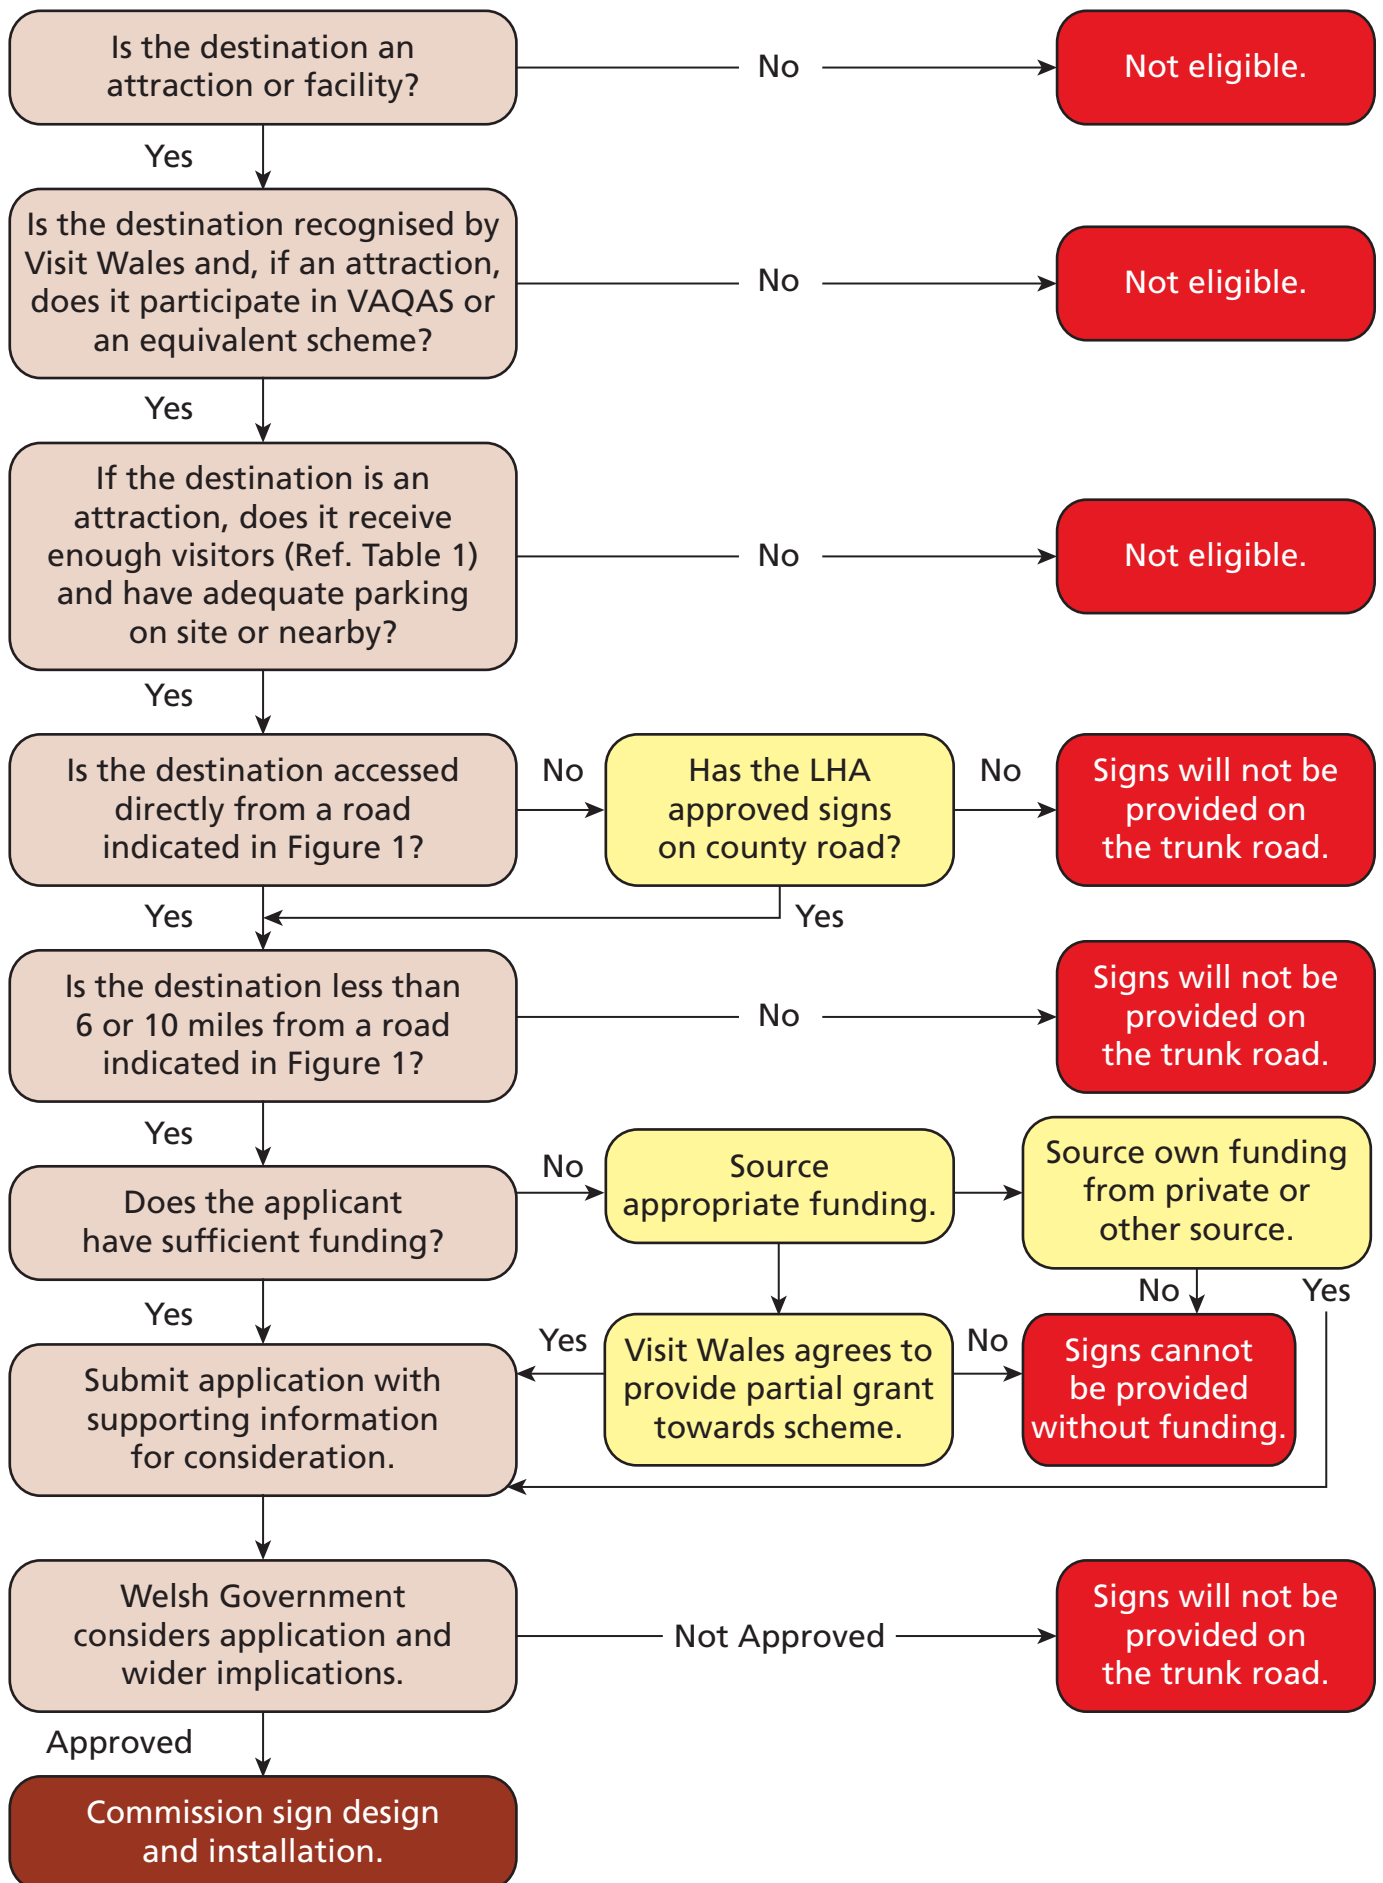 Is the destination an
attraction or facility?
No
Not eligible.
Yes
Is the destination recognised by
Visit Wales and, if an attraction,
does it participate in VAQAS or
an equivalent scheme?
No
Not eligible.
Yes
If the destination is an
attraction, does it receive
enough visitors (Ref. Table 1)
and have adequate parking
on site or nearby?
No
Not eligible.
Yes
Is the destination accessed
directly from a road
indicated in Figure 1?
No
Has the LHA
approved signs
on county road?
No
Signs will not be
provided on
the trunk road.
Yes
Yes
Is the destination less than
6 or 10 miles from a road
indicated in Figure 1?
No
Signs will not be
provided on
the trunk road.
Yes
Does the applicant
have sufficient funding?
No
Source
appropriate funding.
Source own funding
from private or
other source.
No
Yes
Yes
Submit application with
supporting information
for consideration.
Yes
Visit Wales agrees to
provide partial grant
towards scheme.
No
Signs cannot
be provided
without funding.
Welsh Government
considers application and
wider implications.
Not Approved
Signs will not be
provided on
the trunk road.
Approved
Commission sign design
and installation.